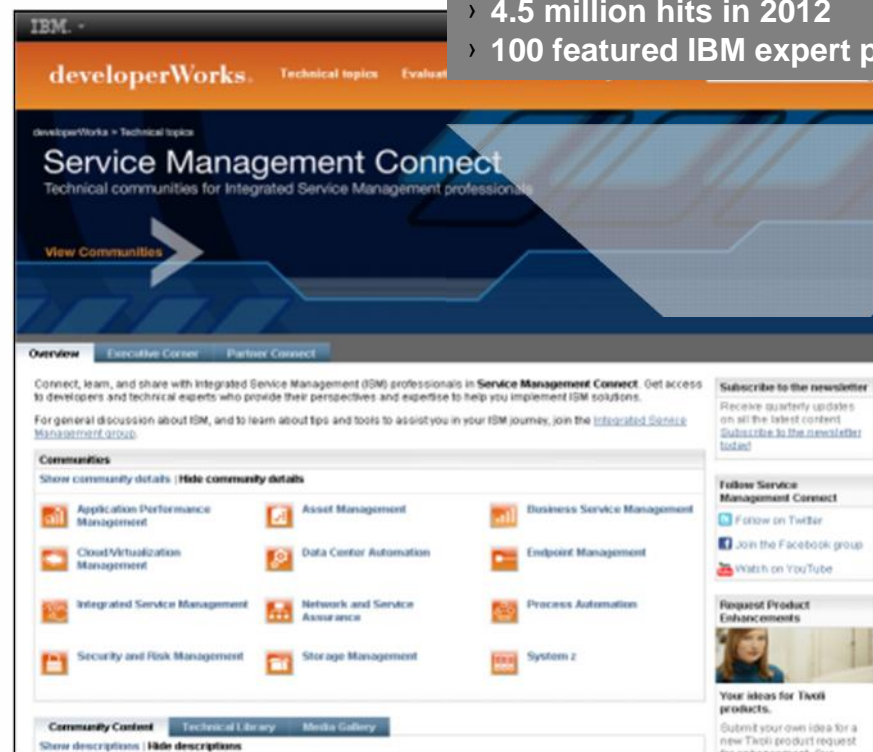 › 4.5 million hits in 2012
› 100 featured IBM expert
IBM.
developerWorks.
Technical topics
developerWorks > Technical topics
Service Management Connect
Technical communities for Integrated Service Management professionals
View Communities
Overview
Executive Corner
Partner Connect
Connect, learn, and share with Integrated Service Management (ISM) professionals in Service Management Connect. Get access
to developers and technical experts who provide their perspectives and expertise to help you implement ISM solutions.
For general discussion about ISM, and to learn about tips and tools to assist you in your ISM journey, join the Integrated Service
Management group.
Communities
Show community details | Hide community details
Application Performance
Management
Asset Management
Business Service Management
Cloud/Virtualization
Management
Data Center Automation
Endpoint Management
Integrated Service Management
Network and Service
Assurance
Process Automation
Security and Risk Management
Storage Management
System z
Community Content
Technical Library
Media Gallery
Show descriptions | Hide descriptions
Subscribe to the newsletter
Receive quarterly updates
on all the latest content.
Subscribe to the newsletter
today!
Follow Service
Management Connect
Follow on Twitter
Join the Facebook group
Watch on YouTube
Request Product
Enhancements
Your ideas for Tivoli
products.
Submit your own idea for a
new Tivoli product request